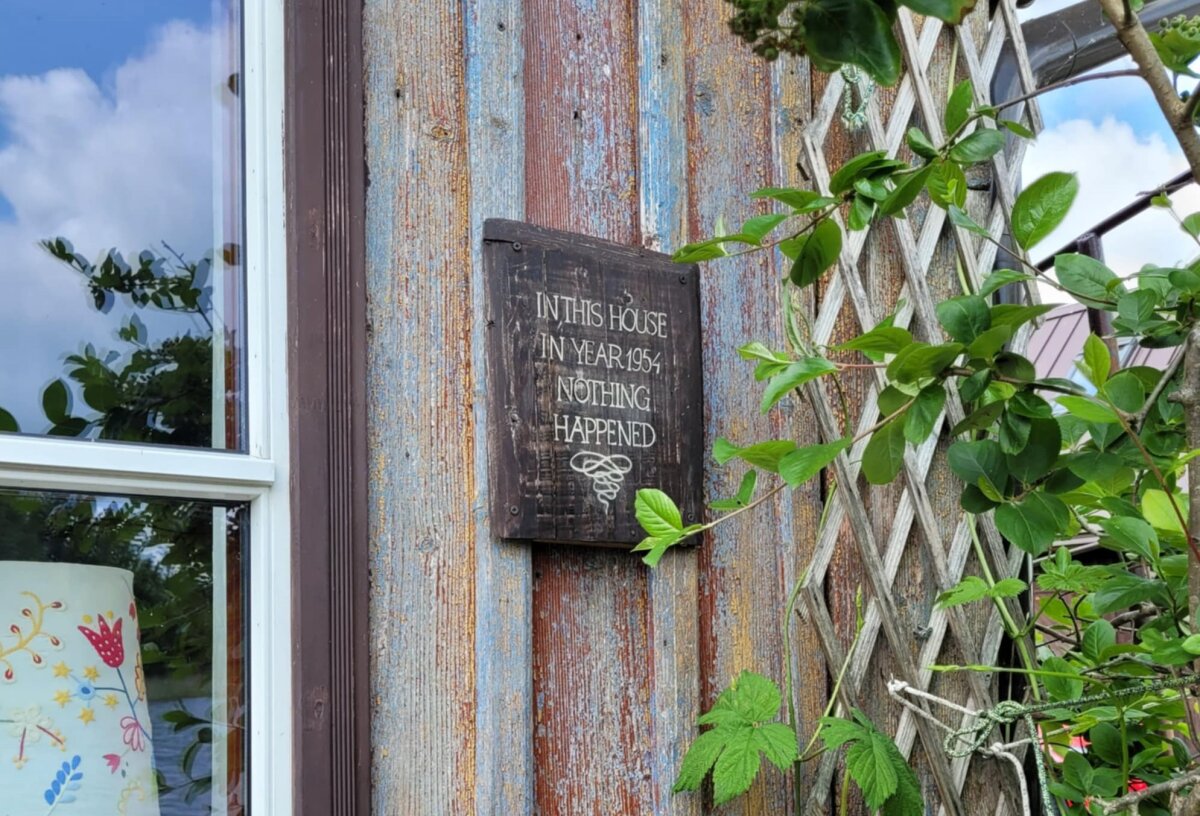 IN THIS HOUSE
IN YEAR 1954
NOTHING
HAPPENED